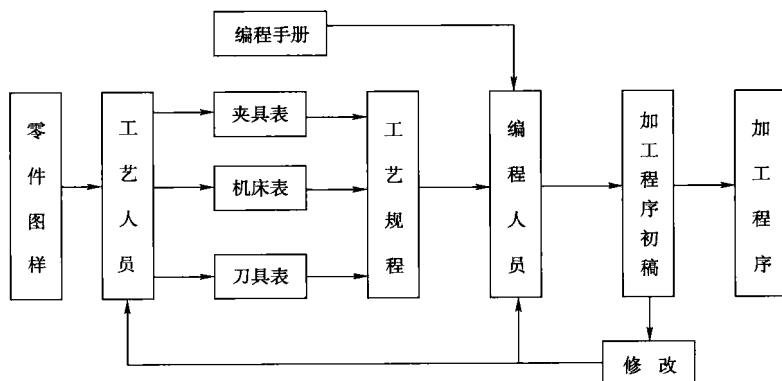 编程手册
零件图样
工艺人员
夹具表
机床表
刀具表
工艺规程
编程人员
加工程序初稿
加工程序
修改